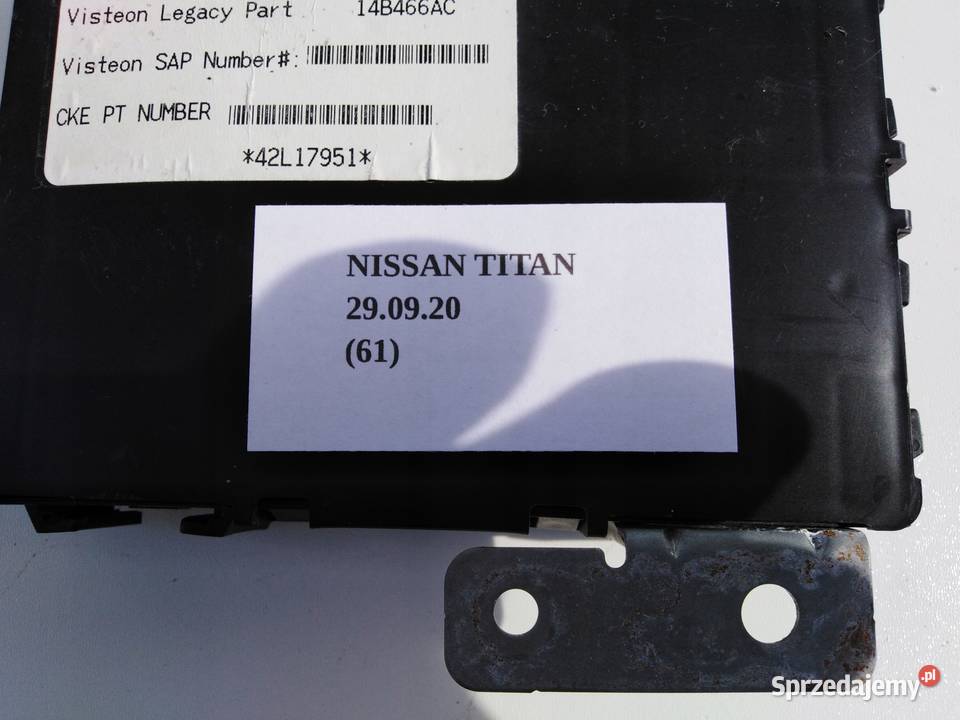 Visteon Legacy Part 14B466AC
Visteon SAP Number#:
CKE PT NUMBER
*42L17951*
NISSAN TITAN
29.09.20
(61)
Sprzedajemy.pl